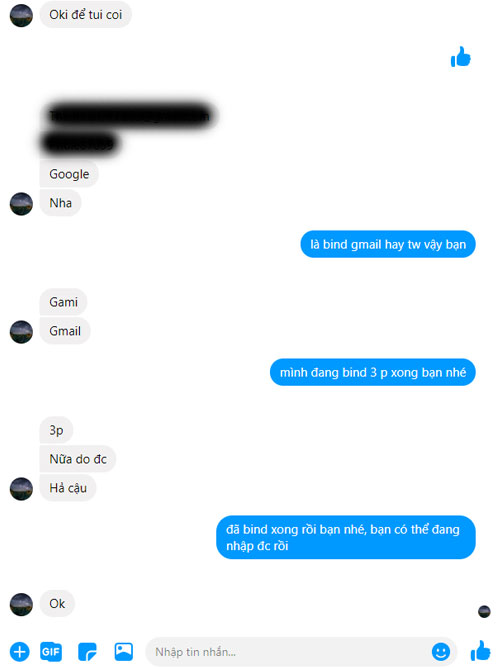 Oki để tui coi
Google
Nha
là bind gmail hay tw vậy bạn
Gami
Gmail
mình đang bind 3 p xong bạn nhé
3p
Nữa do đc
Hả cậu
đã bind xong rồi bạn nhé, bạn có thể đang
nhập đc rồi
Ok
GIF
Nhập tin nhắn...